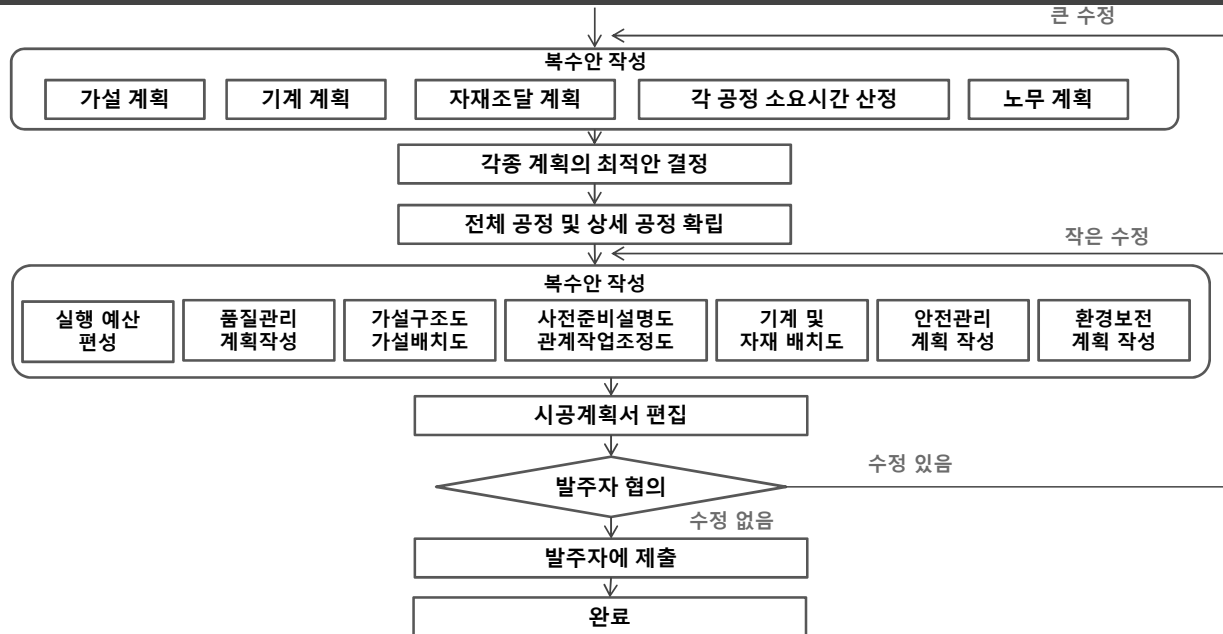 큰 수정
복수안 작성
가설 계획
기계 계획
자재조달 계획
각 공정 소요시간 산정
노무 계획
각종 계획의 최적안 결정
전체 공정 및 상세 공정 확립
작은 수정
복수안 작성
실행 예산
편성
품질관리
계획작성
가설구조도
가설배치도
사전준비설명도
관계작업조정도
기계 및
자재 배치도
안전관리
계획 작성
환경보전
계획 작성
시공계획서 편집
발주자 협의
수정 있음
수정 없음
발주자에 제출
완료